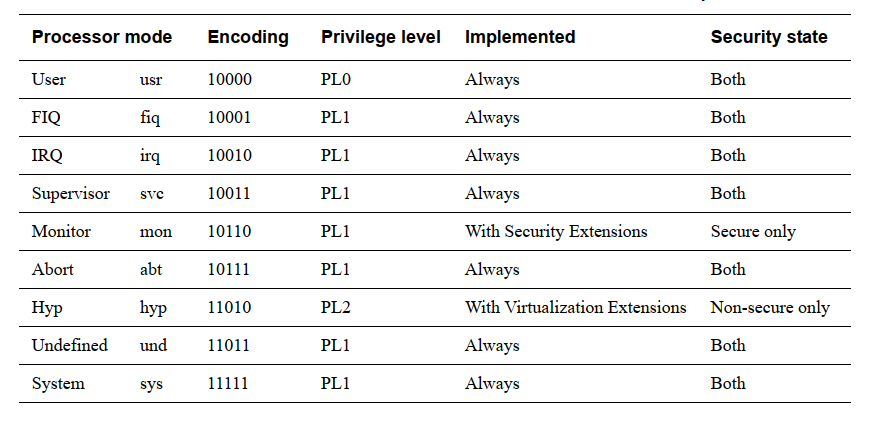 Processor mode Encoding Privilege level Implemented Security state
User usr 10000 PL0 Always Both
FIQ fiq 10001 PL1 Always Both
IRQ irq 10010 PL1 Always Both
Supervisor svc 10011 PL1 Always Both
Monitor mon 10110 PL1 With Security Extensions Secure only
Abort abt 10111 PL1 Always Both
Hyp hyp 11010 PL2 With Virtualization Extensions Non-secure only
Undefined und 11011 PL1 Always Both
System sys 11111 PL1 Always Both